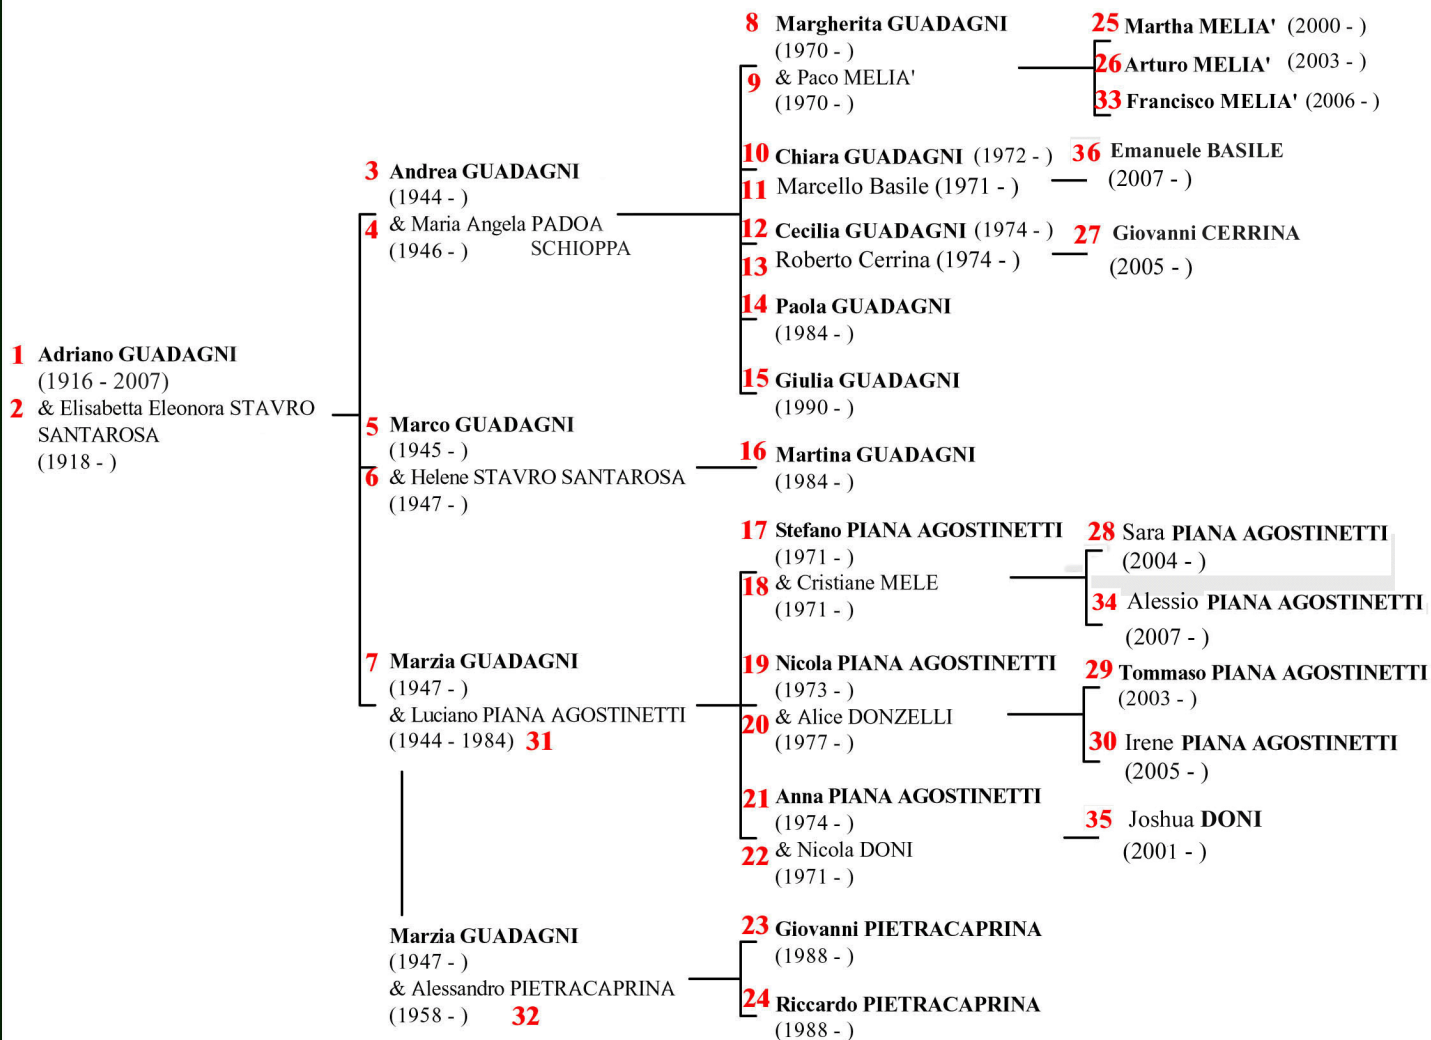 1 Adriano GUADAGNI
(1916 - 2007)
2 & Elisabetta Eleonora STAVRO
SANTAROSA
(1918 - )
3 Andrea GUADAGNI
(1944 - )
4 & Maria Angela PADOA
(1946 - ) SCHIOPPA
5 Marco GUADAGNI
(1945 - )
6 & Helene STAVRO SANTAROSA
(1947 - )
7 Marzia GUADAGNI
(1947 - )
& Luciano PIANA AGOSTINETTI
(1944 - 1984) 31
Marzia GUADAGNI
(1947 - )
& Alessandro PIETRACAPRINA
(1958 - ) 32
8 Margherita GUADAGNI
(1970 - )
9 & Paco MELIA'
(1970 - )
10 Chiara GUADAGNI (1972 - )
11 Marcello Basile (1971 - )
12 Cecilia GUADAGNI (1974 - )
13 Roberto Cerrina (1974 - )
14 Paola GUADAGNI
(1984 - )
15 Giulia GUADAGNI
(1990 - )
16 Martina GUADAGNI
(1984 - )
17 Stefano PIANA AGOSTINETTI
(1971 - )
18 & Cristiane MELE
(1971 - )
19 Nicola PIANA AGOSTINETTI
(1973 - )
20 & Alice DONZELLI
(1977 - )
21 Anna PIANA AGOSTINETTI
(1974 - )
22 & Nicola DONI
(1971 - )
23 Giovanni PIETRACAPRINA
(1988 - )
24 Riccardo PIETRACAPRINA
(1988 - )
25 Martha MELIA' (2000 - )
26 Arturo MELIA' (2003 - )
33 Francisco MELIA' (2006 - )
36 Emanuele BASILE
(2007 - )
27 Giovanni CERRINA
(2005 - )
28 Sara PIANA AGOSTINETTI
(2004 - )
34 Alessio PIANA AGOSTINETTI
(2007 - )
29 Tommaso PIANA AGOSTINETTI
(2003 - )
30 Irene PIANA AGOSTINETTI
(2005 - )
35 Joshua DONI
(2001 - )